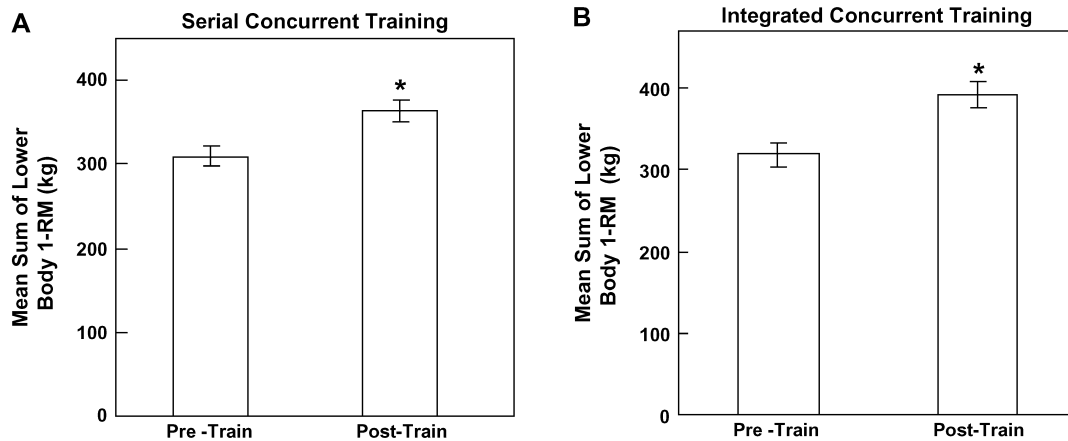 A
Serial Concurrent Training
Mean Sum of Lower
Body 1-RM (kg)
400
300
200
100
0
*
Pre -Train
Post-Train
B
Integrated Concurrent Training
Mean Sum of Lower
Body 1-RM (kg)
400
300
200
100
0
*
Pre -Train
Post-Train